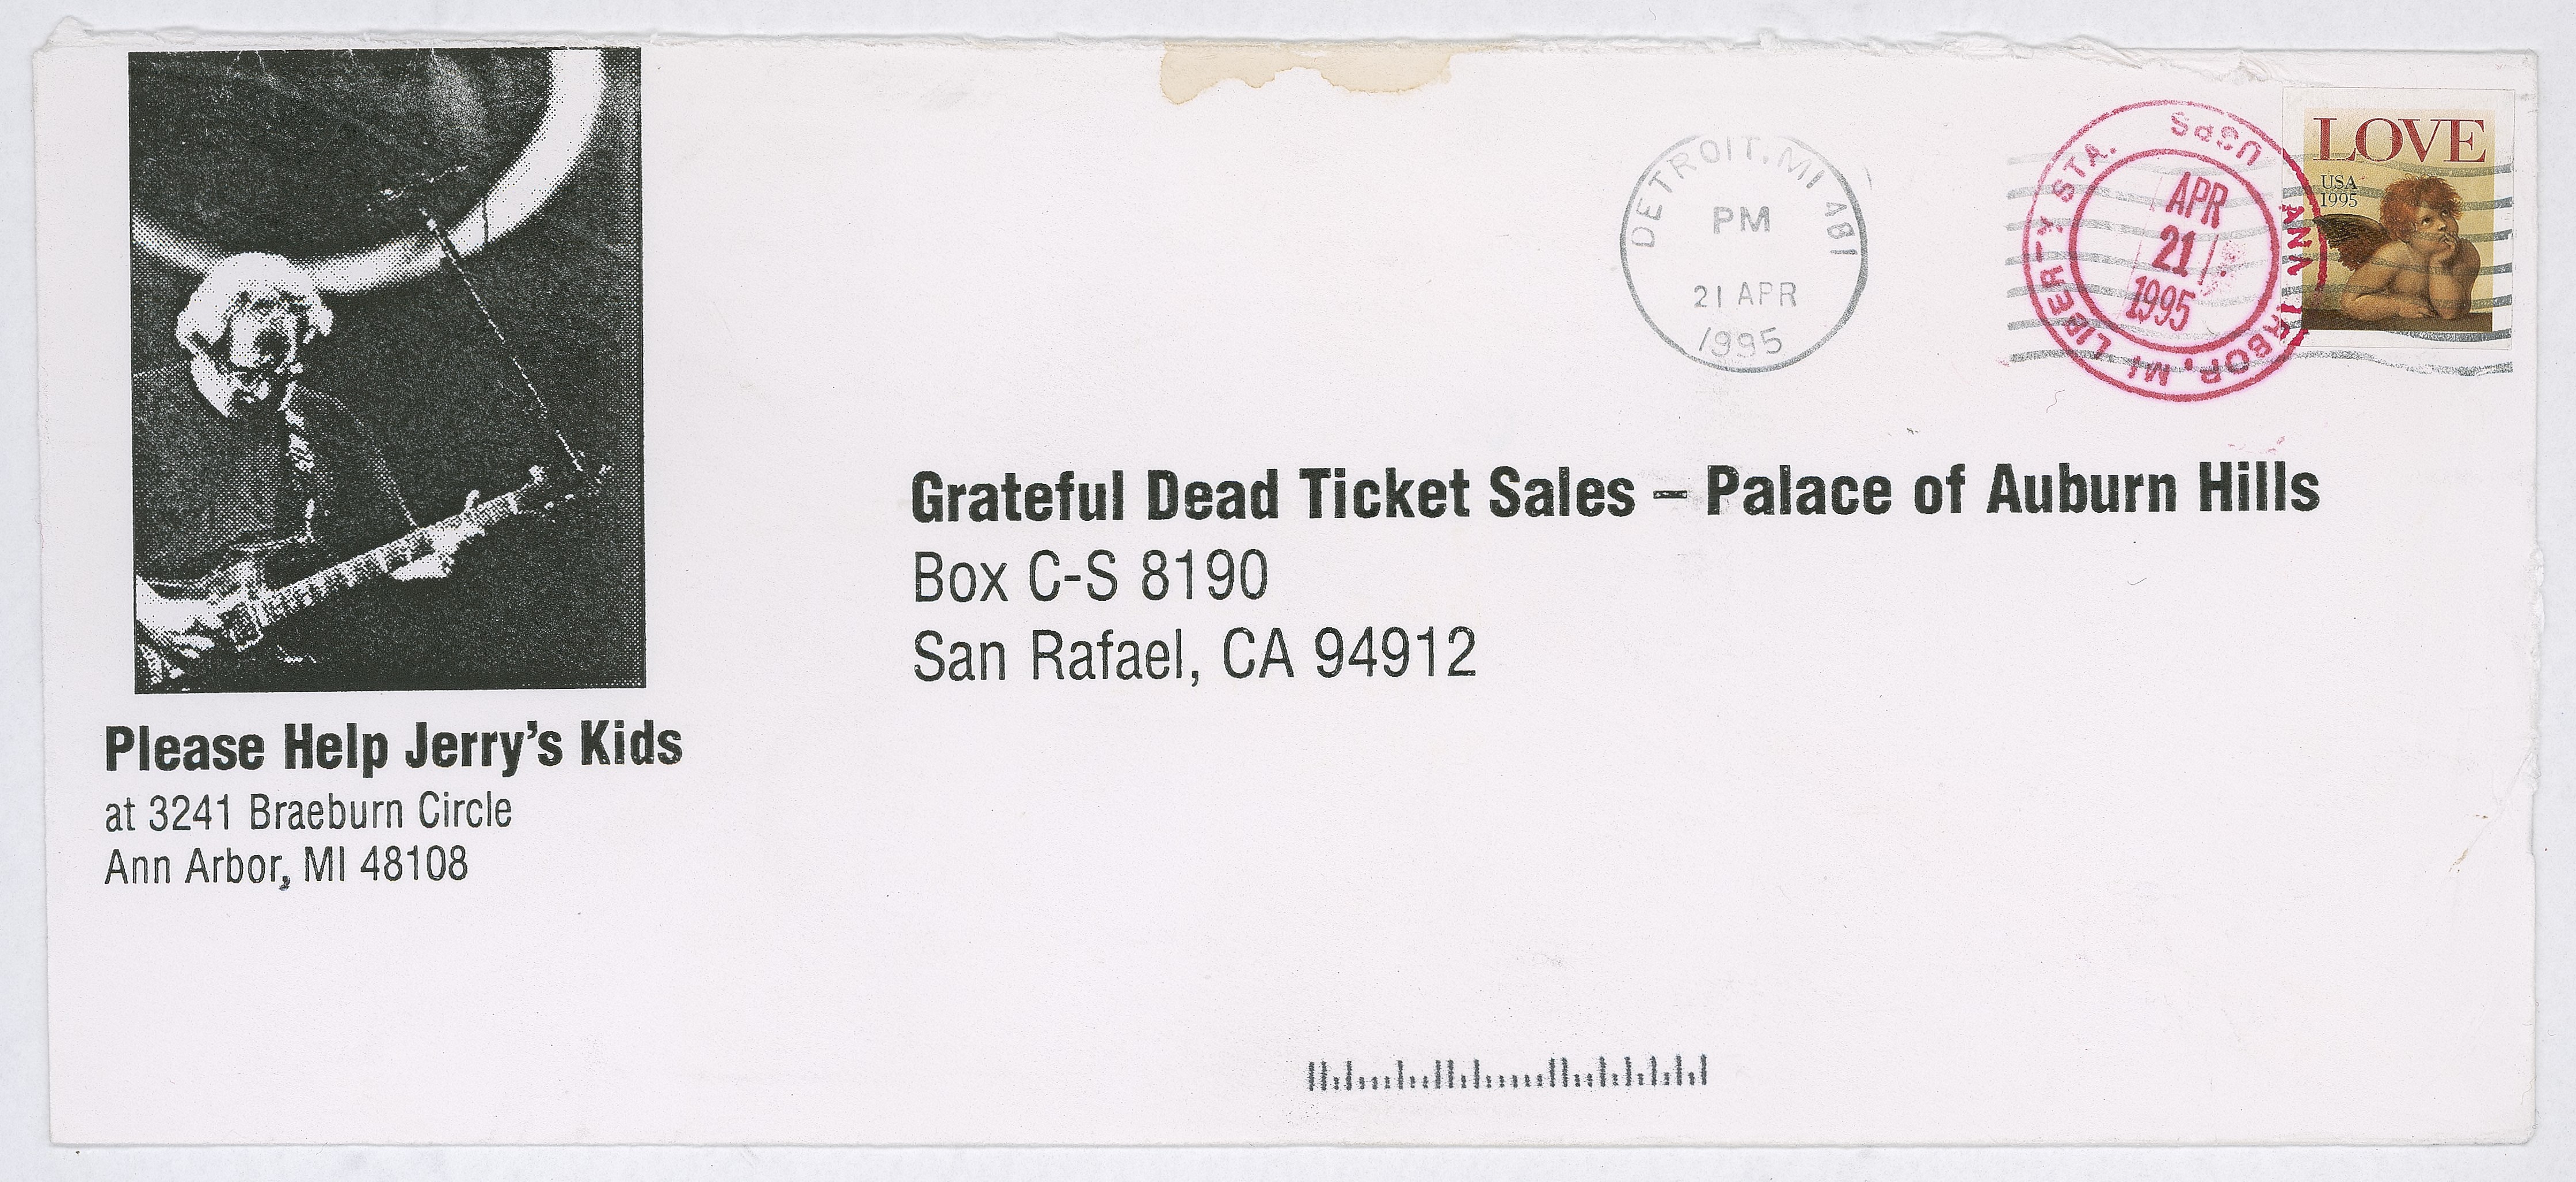 LOVE
USA
1995
DETROIT, MI 481
PM
21 APR
1995
LIBERTY STA. ANN ARBOR, MI
USPS
APR
21
1995
Grateful Dead Ticket Sales – Palace of Auburn Hills
Box C-S 8190
San Rafael, CA 94912
Please Help Jerry's Kids
at 3241 Braeburn Circle
Ann Arbor, MI 48108